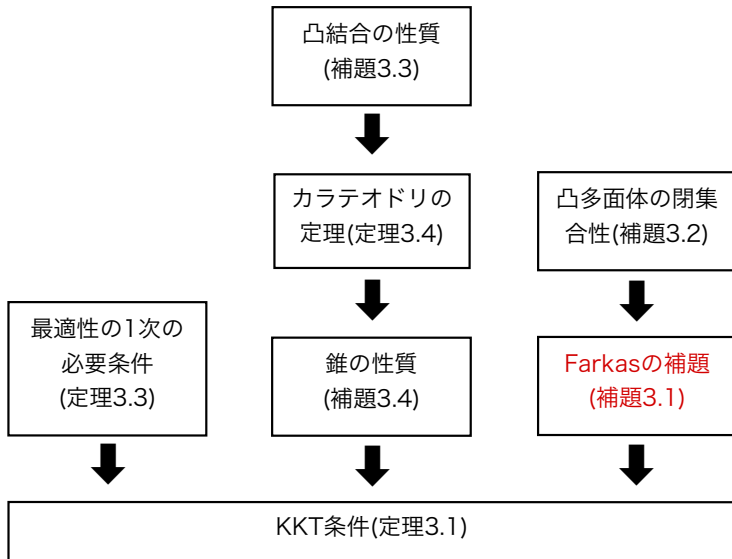 凸結合の性質
(補題3.3)
カラテオドリの
定理(定理3.4)
凸多面体の閉集
合性(補題3.2)
最適性の1次の
必要条件
(定理3.3)
錐の性質
(補題3.4)
Farkasの補題
(補題3.1)
KKT条件(定理3.1)